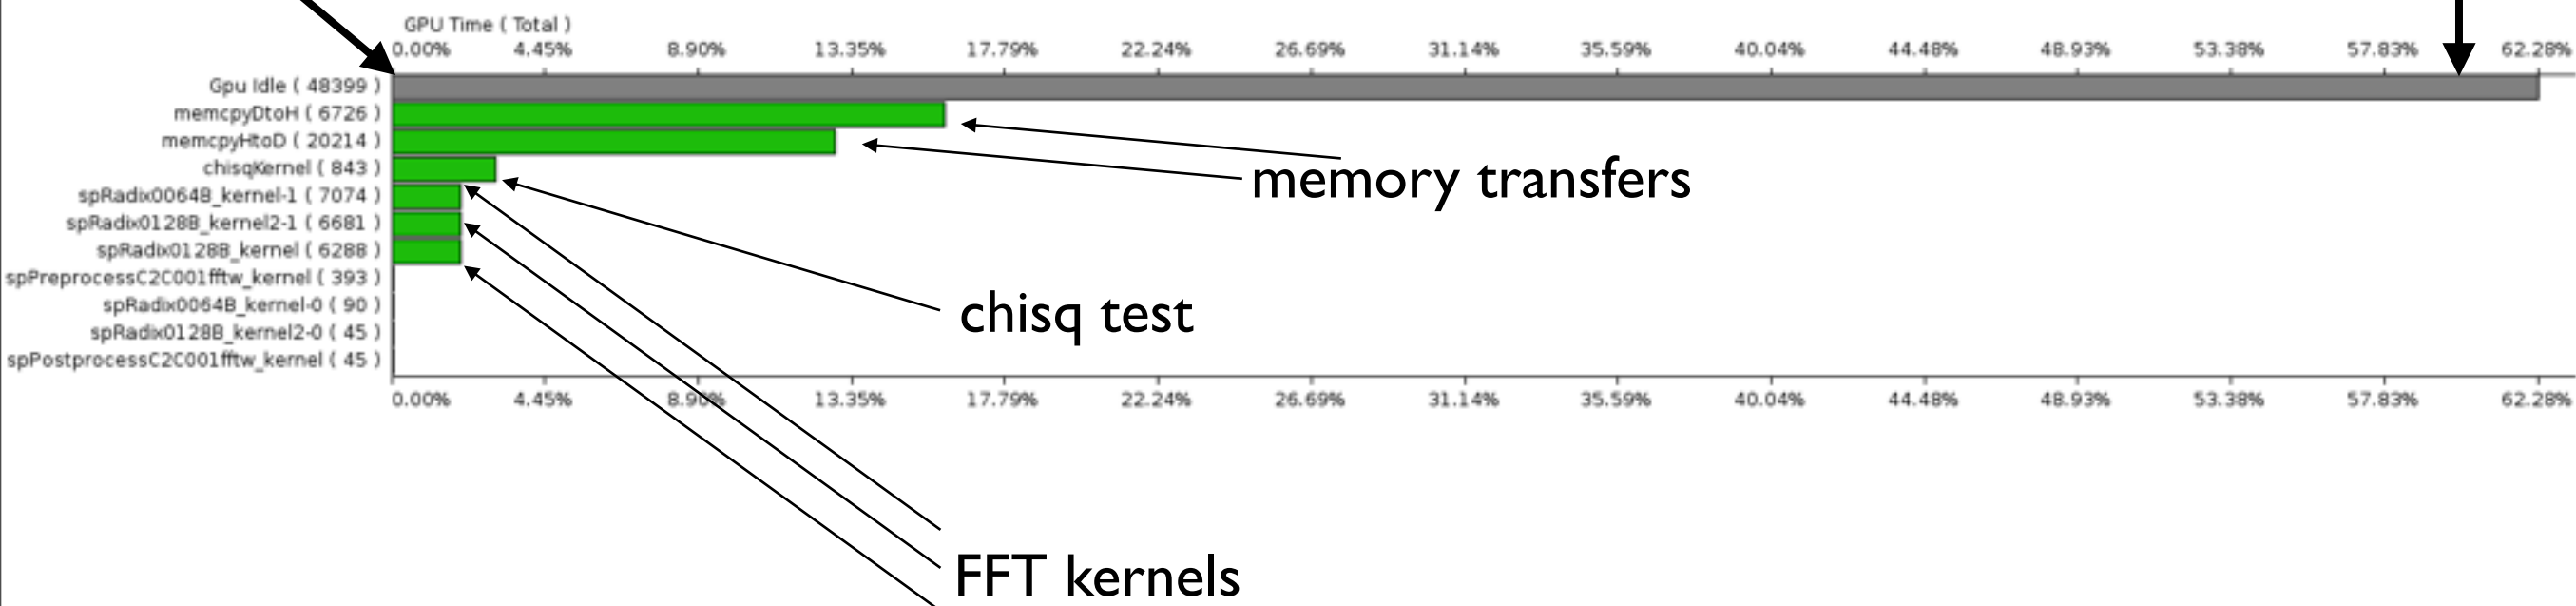 GPU Time ( Total )
0.00% 4.45% 8.90% 13.35% 17.79% 22.24% 26.69% 31.14% 35.59% 40.04% 44.48% 48.93% 53.38% 57.83% 62.28%
Gpu Idle ( 48399 )
memcpyDtoH ( 6726 )
memcpyHtoD ( 20214 )
chisqKernel ( 843 )
memory transfers
spRadix0064B_kernel-1 ( 7074 )
spRadix0128B_kernel2-1 ( 6681 )
spRadix0128B_kernel ( 6288 )
spPreprocessC2C001fftw_kernel ( 393 )
spRadix0064B_kernel-0 ( 90 )
chisq test
spRadix0128B_kernel2-0 ( 45 )
spPostprocessC2C001fftw_kernel ( 45 )
0.00% 4.45% 8.90% 13.35% 17.79% 22.24% 26.69% 31.14% 35.59% 40.04% 44.48% 48.93% 53.38% 57.83% 62.28%
FFT kernels